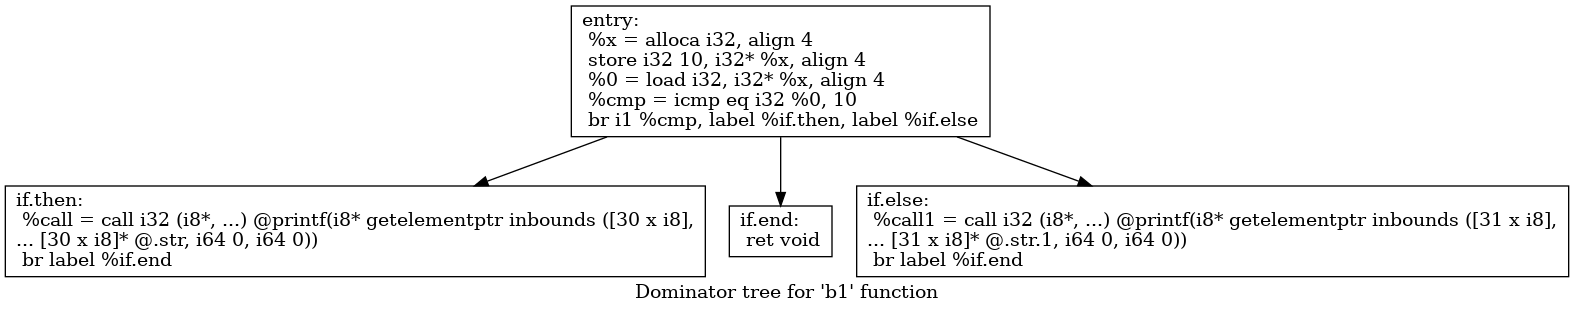 entry:
%x = alloca i32, align 4
store i32 10, i32* %x, align 4
%0 = load i32, i32* %x, align 4
%cmp = icmp eq i32 %0, 10
br i1 %cmp, label %if.then, label %if.else
if.then:
%call = call i32 (i8*, ...) @printf(i8* getelementptr inbounds ([30 x i8],
... [30 x i8]* @.str, i64 0, i64 0))
br label %if.end
if.end:
ret void
if.else:
%call1 = call i32 (i8*, ...) @printf(i8* getelementptr inbounds ([31 x i8],
... [31 x i8]* @.str.1, i64 0, i64 0))
br label %if.end
Dominator tree for 'b1' function